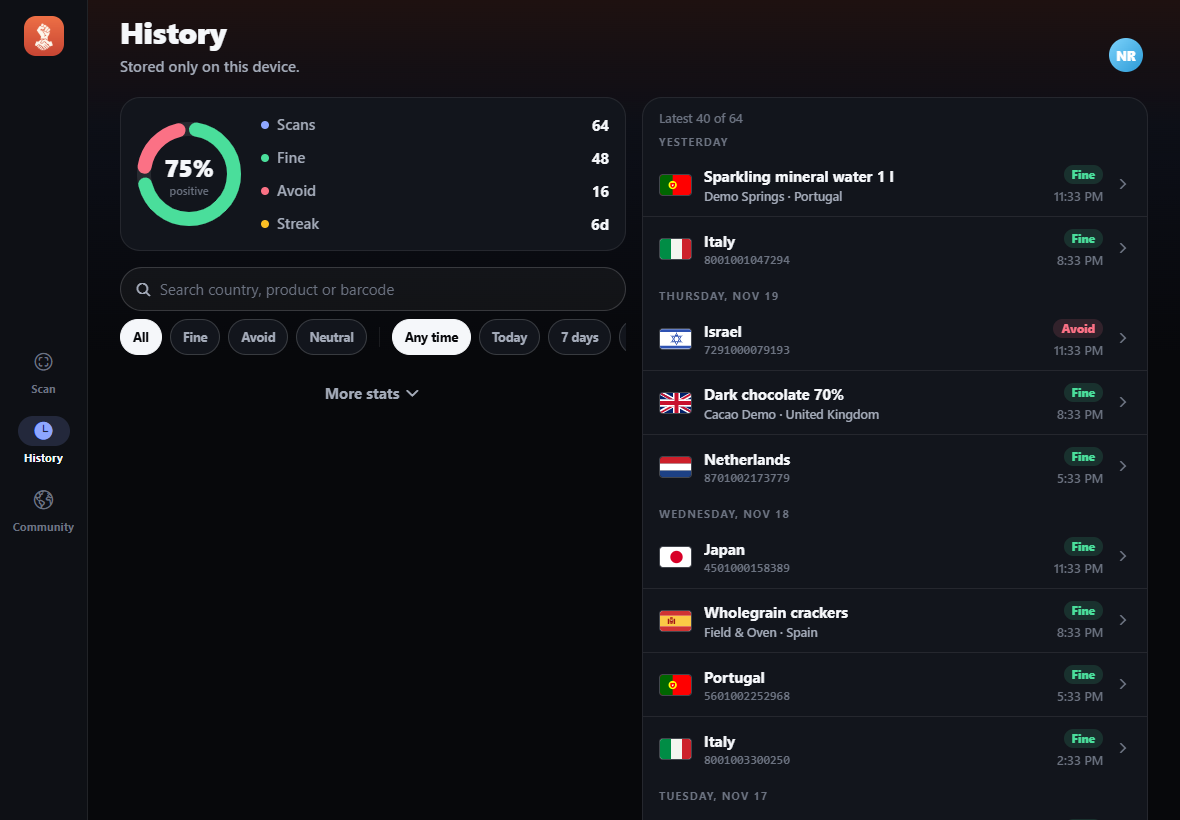 History
Stored only on this device.
NR
75%
positive
Scans 64
Fine 48
Avoid 16
Streak 6d
Search country, product or barcode
All Fine Avoid Neutral Any time Today 7 days
More stats
Scan
History
Community
Latest 40 of 64
YESTERDAY
Sparkling mineral water 1 l Fine
Demo Springs · Portugal 11:33 PM
Italy Fine
8001001047294 8:33 PM
THURSDAY, NOV 19
Israel Avoid
7291000079193 11:33 PM
Dark chocolate 70% Fine
Cacao Demo · United Kingdom 8:33 PM
Netherlands Fine
8701002173779 5:33 PM
WEDNESDAY, NOV 18
Japan Fine
4501000158389 11:33 PM
Wholegrain crackers Fine
Field & Oven · Spain 8:33 PM
Portugal Fine
5601002252968 5:33 PM
Italy Fine
8001003300250 2:33 PM
TUESDAY, NOV 17